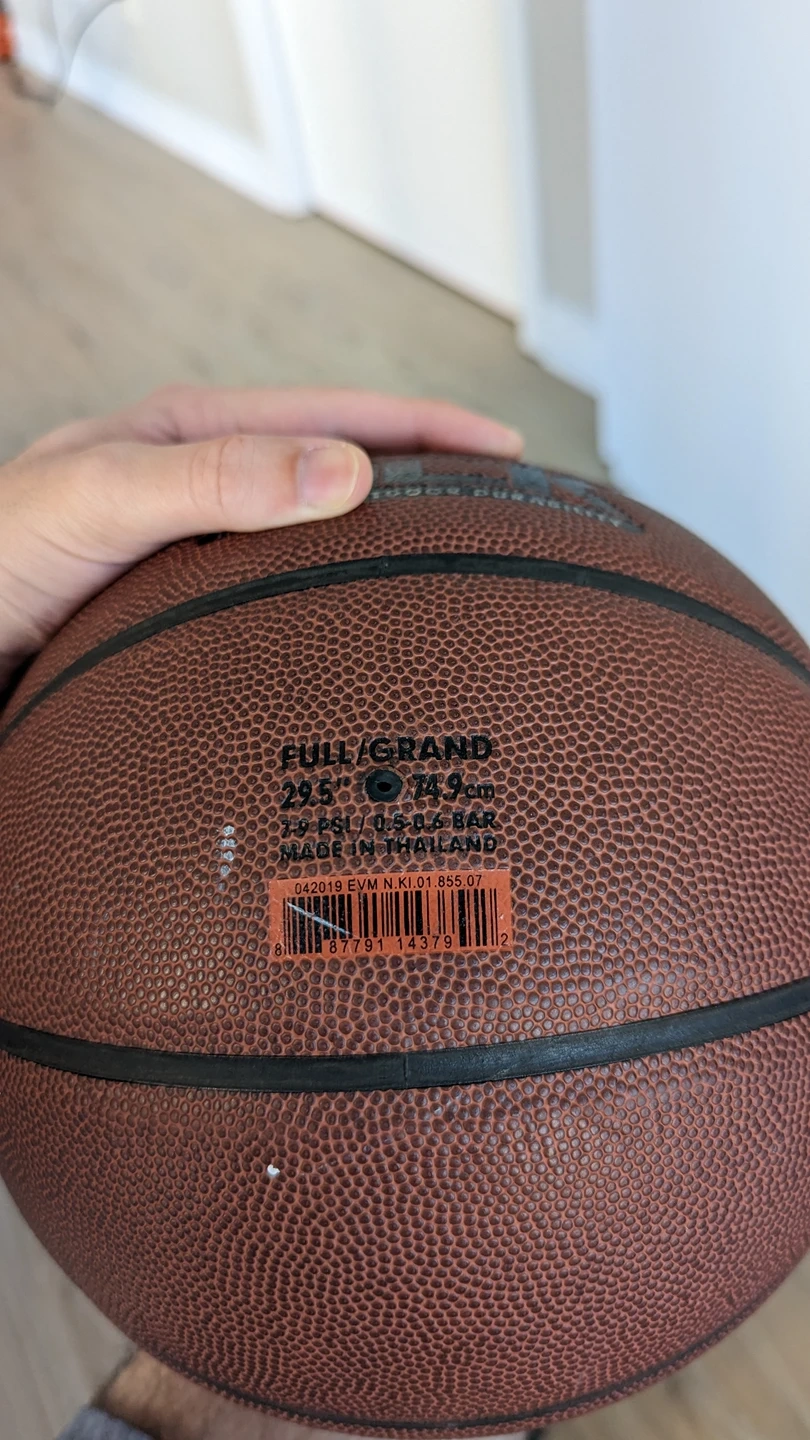 FULL/GRAND
29.5" 74.9cm
7-9 PSI / 0.5-0.6 BAR
MADE IN THAILAND
042019 EVM N.KI.01.855.07
8 87791 14379 2